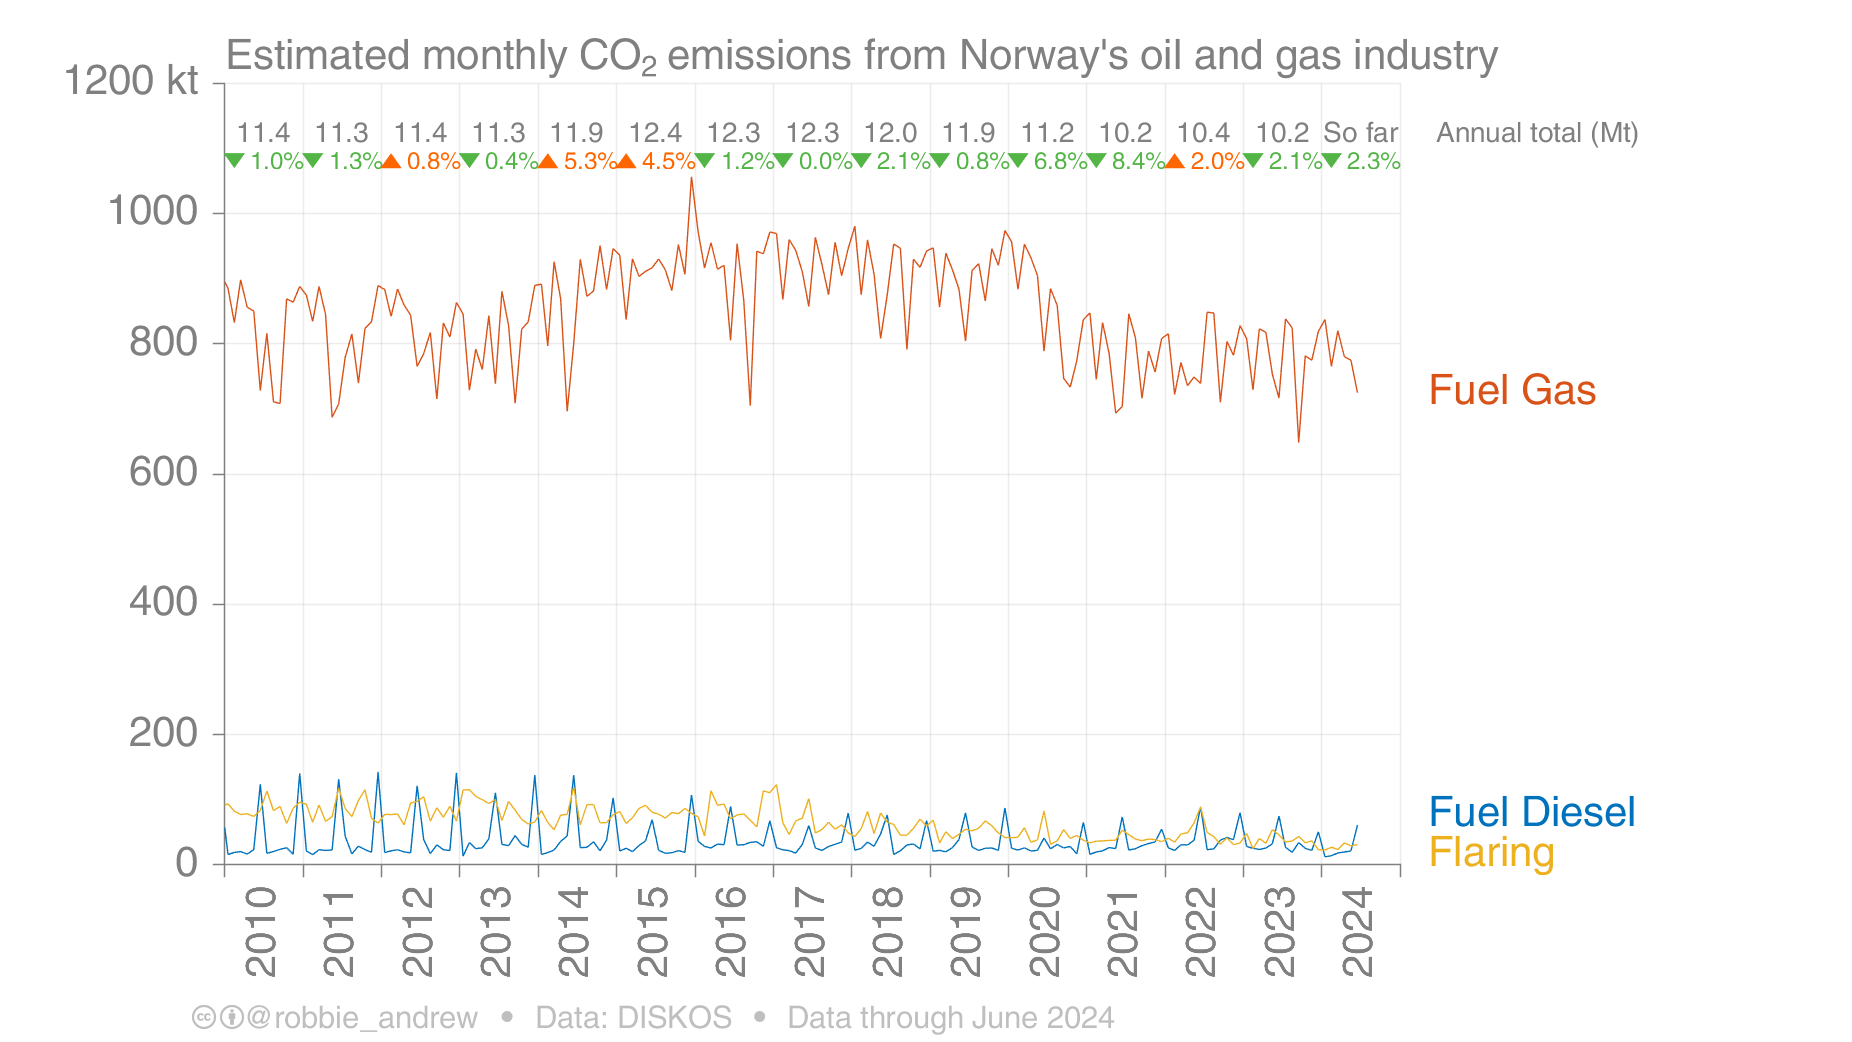 Estimated monthly CO₂ emissions from Norway's oil and gas industry
1200 kt
11.4 11.3 11.4 11.3 11.9 12.4 12.3 12.3 12.0 11.9 11.2 10.2 10.4 10.2 So far Annual total (Mt)
▼ 1.0% ▼ 1.3% ▲ 0.8% ▼ 0.4% ▲ 5.3% ▲ 4.5% ▼ 1.2% ▼ 0.0% ▼ 2.1% ▼ 0.8% ▼ 6.8% ▼ 8.4% ▲ 2.0% ▼ 2.1% ▼ 2.3%
1000
800
Fuel Gas
600
400
200
Fuel Diesel
Flaring
0
2010 2011 2012 2013 2014 2015 2016 2017 2018 2019 2020 2021 2022 2023 2024
cc @robbie_andrew • Data: DISKOS • Data through June 2024